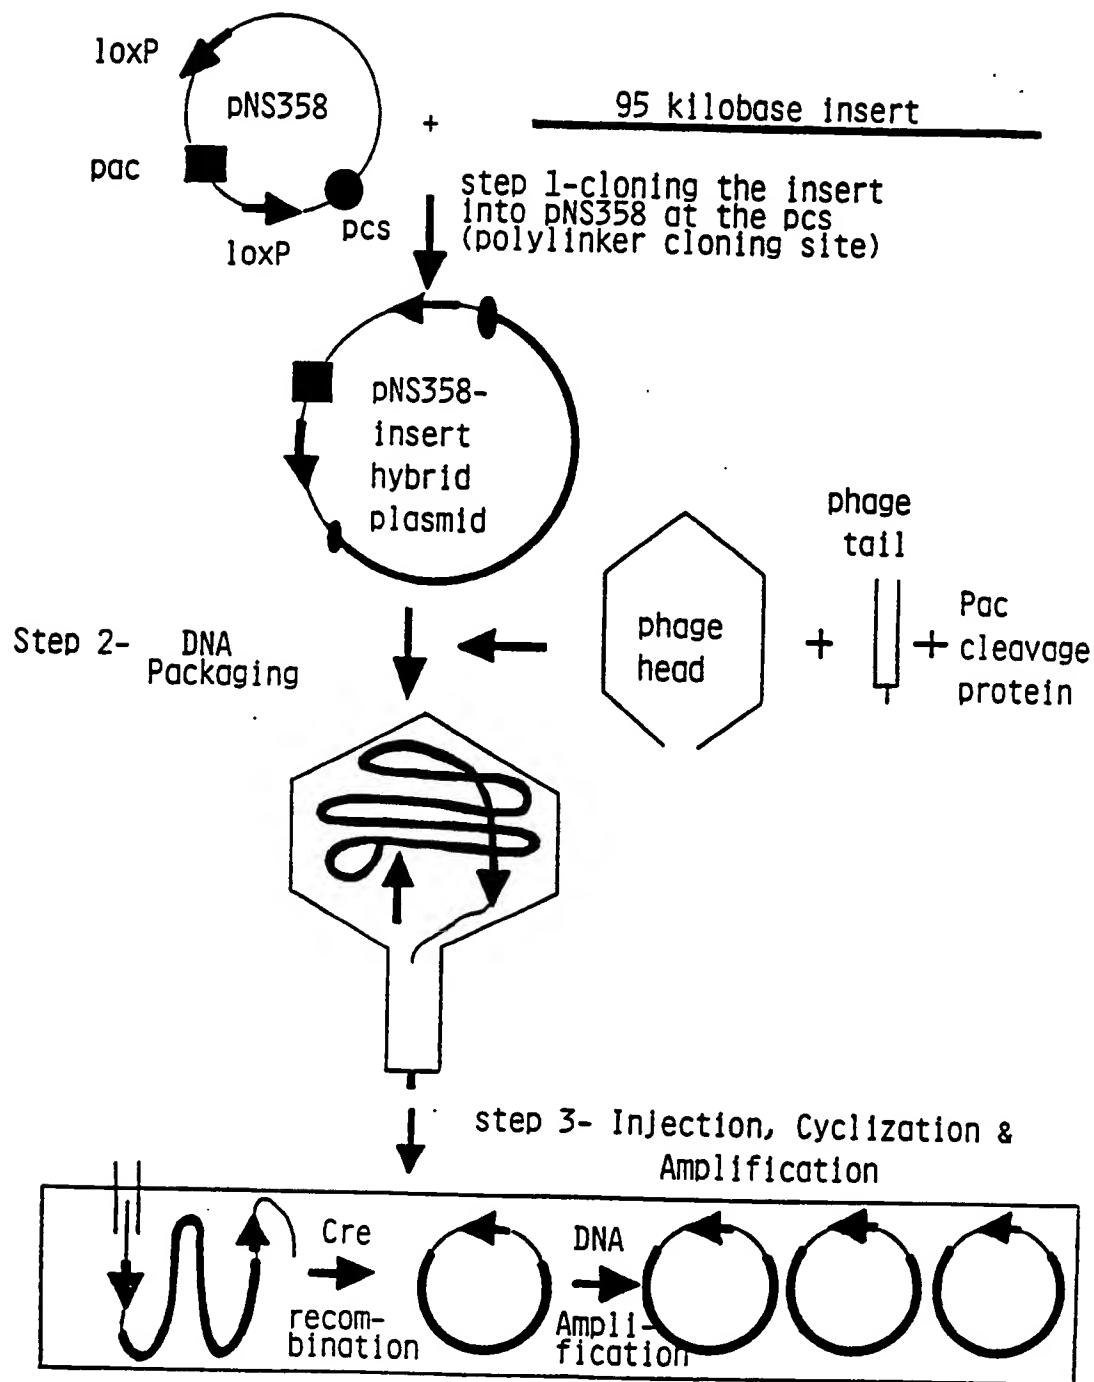 loxP
pNS358
+
95 kilobase insert
pac
pcs
loxP
step 1-cloning the insert
into pNS358 at the pcs
(polylinker cloning site)
pNS358-
insert
hybrid
plasmid
phage
tail
phage
head
+
+
Pac
cleavage
protein
Step 2- DNA
Packaging
step 3- Injection, Cyclization &
Amplification
Cre
recom-
bination
DNA
Ampli-
fication